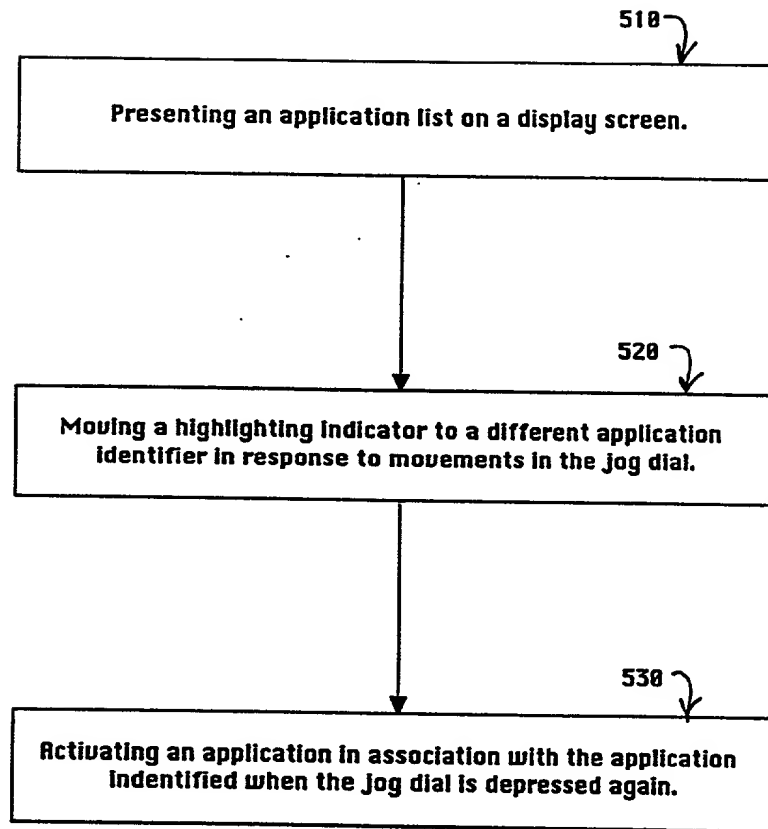 510
Presenting an application list on a display screen.
520
Moving a highlighting indicator to a different application
identifier in response to movements in the jog dial.
530
Activating an application in association with the application
indentified when the jog dial is depressed again.